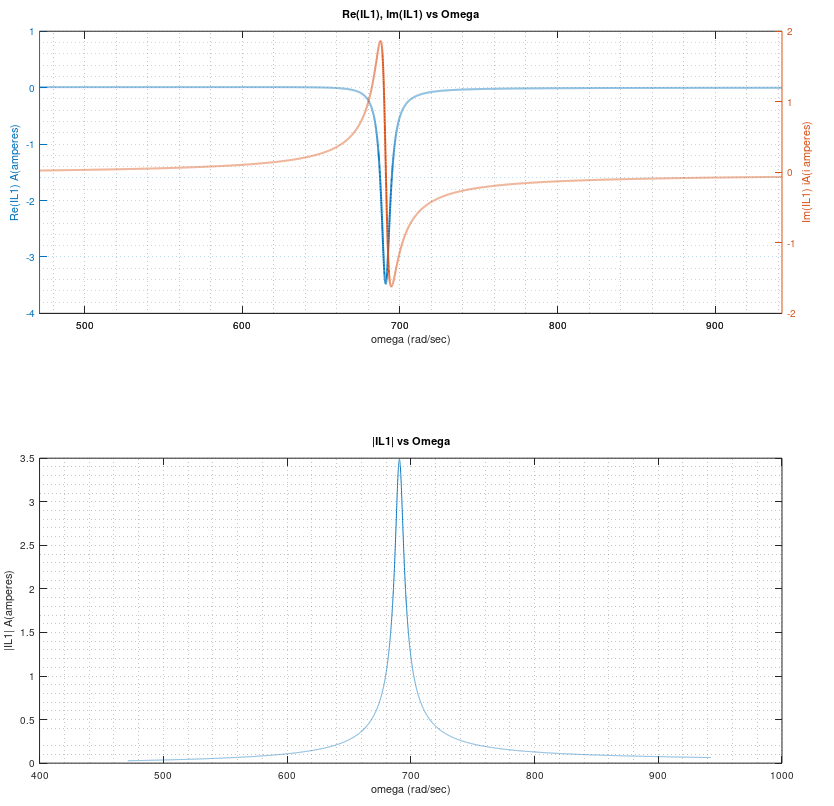 Re(IL1), Im(IL1) vs Omega
1
0
-1
-2
-3
-4
Re(IL1) A(amperes)
2
1
0
-1
-2
Im(IL1) iA(i amperes)
500 600 700 800 900
omega (rad/sec)
|IL1| vs Omega
3.5
3
2.5
2
1.5
1
0.5
0
|IL1| A(amperes)
400 500 600 700 800 900 1000
omega (rad/sec)